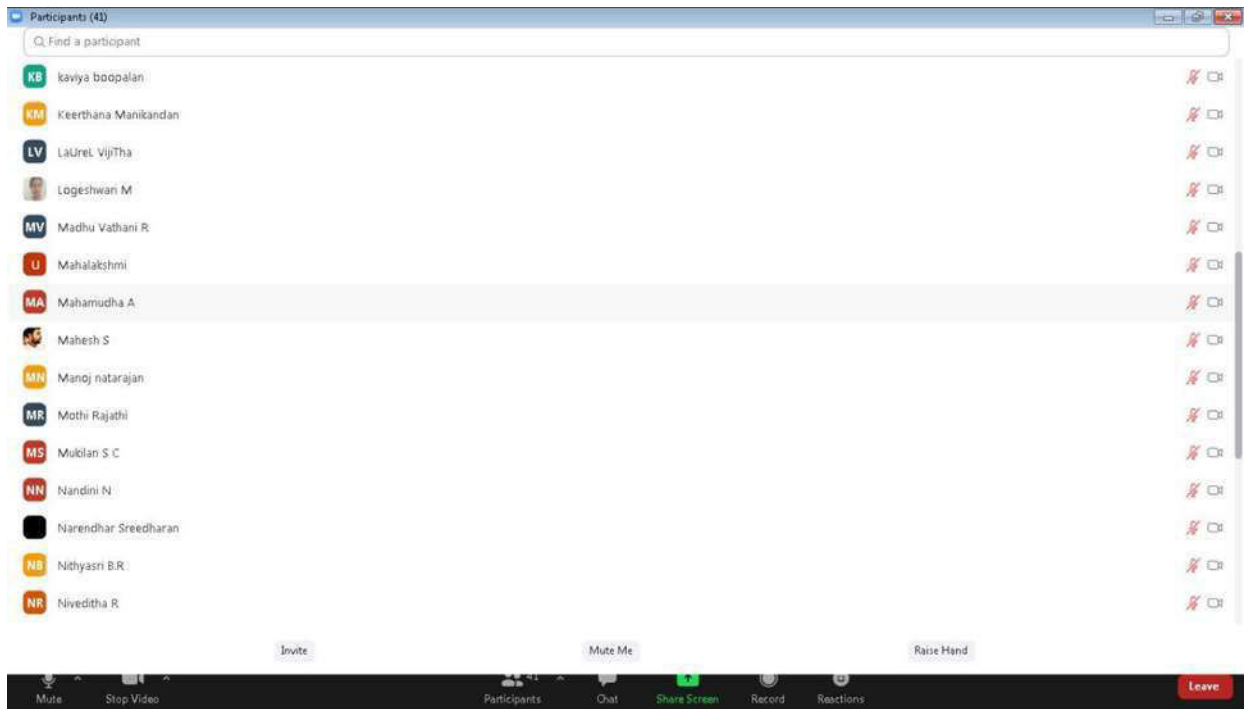 Participants (41)
Find a participant
KB kaviya boopalan
KM Keerthana Manikandan
LV LaUreL VijiTha
Logeshwari M
MV Madhu Vathani R
U Mahalakshmi
MA Mahamudha A
Mahesh S
MN Manoj natarajan
MR Mothi Rajathi
MS Mukilan S C
NN Nandini N
Narendhar Sreedharan
NB Nithyasri B.R
NR Niveditha R
Invite Mute Me Raise Hand
41
Mute Stop Video Participants Chat Share Screen Record Reactions Leave